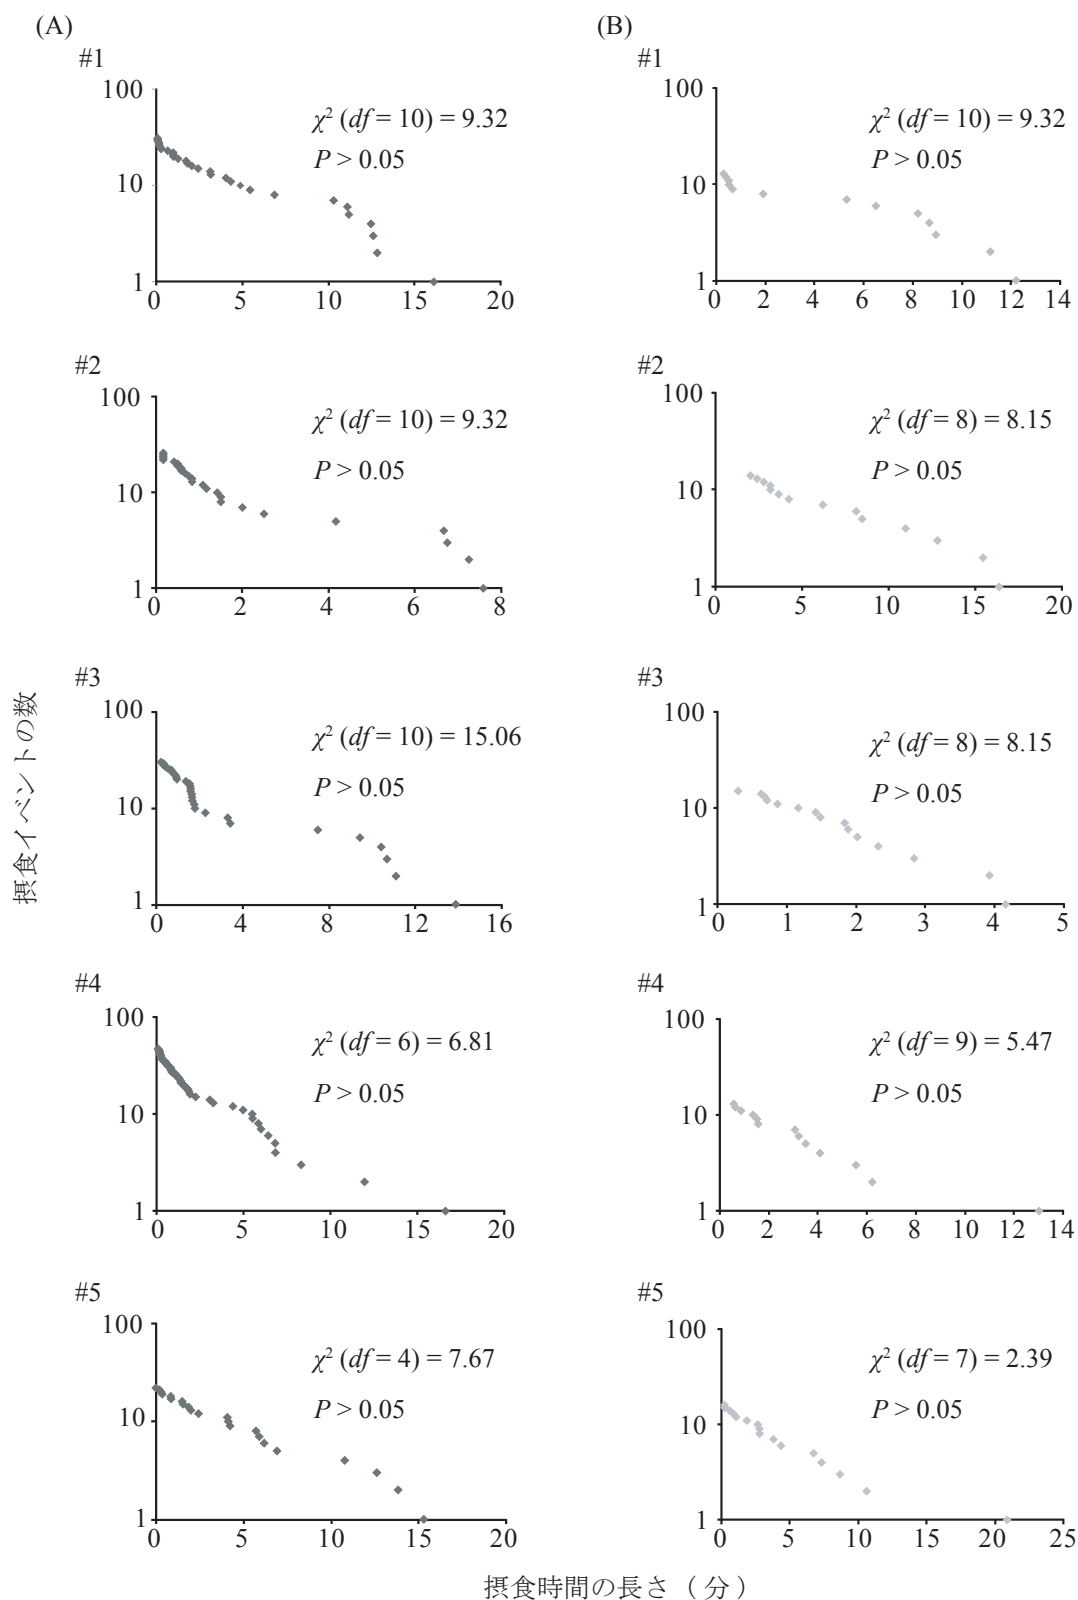 (A)
#1
100
10
1
χ² (df = 10) = 9.32
P > 0.05
0 5 10 15 20
#2
100
10
1
χ² (df = 10) = 9.32
P > 0.05
0 2 4 6 8
#3
100
10
1
χ² (df = 10) = 15.06
P > 0.05
0 4 8 12 16
#4
100
10
1
χ² (df = 6) = 6.81
P > 0.05
0 5 10 15 20
#5
100
10
1
χ² (df = 4) = 7.67
P > 0.05
0 5 10 15 20
(B)
#1
100
10
1
χ² (df = 10) = 9.32
P > 0.05
0 2 4 6 8 10 12 14
#2
100
10
1
χ² (df = 8) = 8.15
P > 0.05
0 5 10 15 20
#3
100
10
1
χ² (df = 8) = 8.15
P > 0.05
0 1 2 3 4 5
#4
100
10
1
χ² (df = 9) = 5.47
P > 0.05
0 2 4 6 8 10 12 14
#5
100
10
1
χ² (df = 7) = 2.39
P > 0.05
0 5 10 15 20 25
摂食イベントの数
摂食時間の長さ（分）